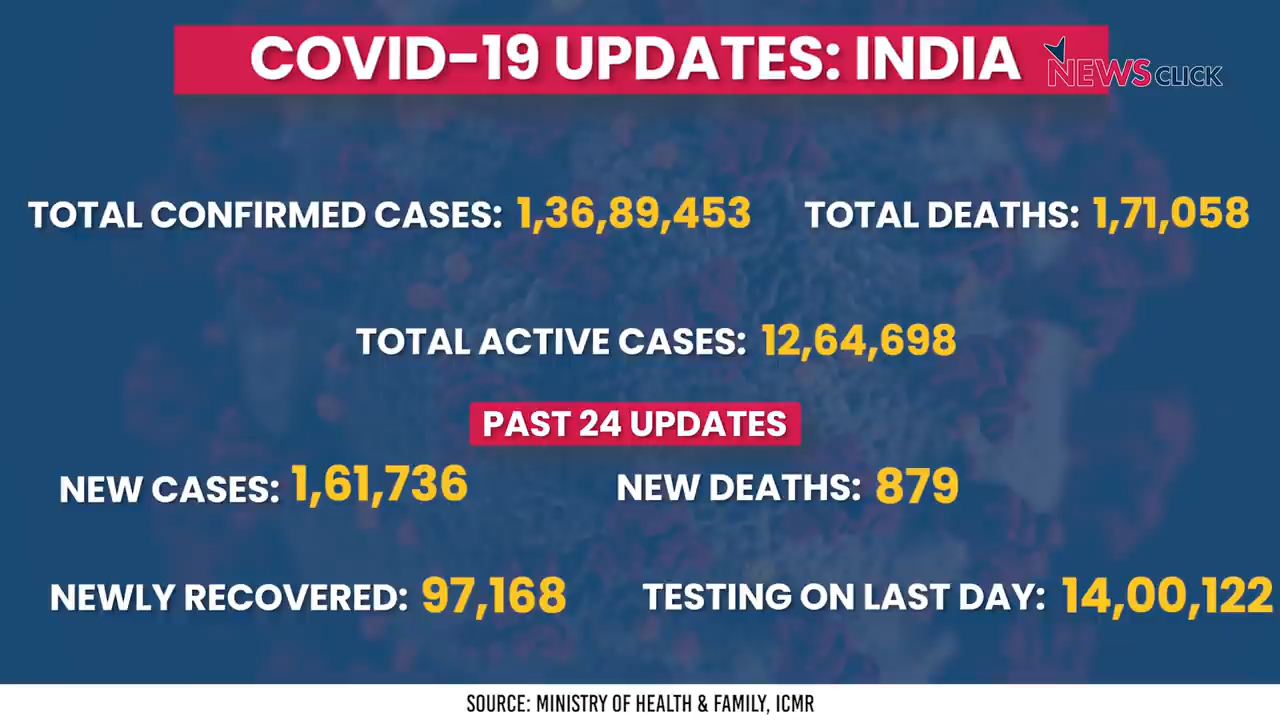 COVID-19 UPDATES: INDIA
NEWSCLICK
TOTAL CONFIRMED CASES: 1,36,89,453 TOTAL DEATHS: 1,71,058
TOTAL ACTIVE CASES: 12,64,698
PAST 24 UPDATES
NEW CASES: 1,61,736 NEW DEATHS: 879
NEWLY RECOVERED: 97,168 TESTING ON LAST DAY: 14,00,122
SOURCE: MINISTRY OF HEALTH & FAMILY, ICMR